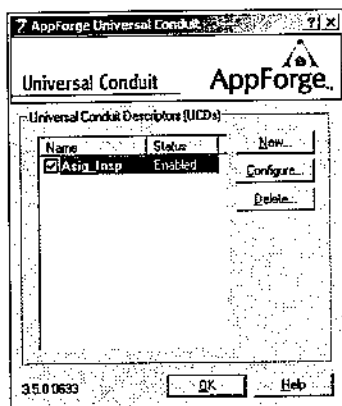 AppForge Universal Conduit
Universal Conduit
AppForge
Universal Conduit Descriptors (UCDs)
Name Status
Asig_Insp Enabled
New...
Configure...
Delete...
3.5.0.0633
OK
Help